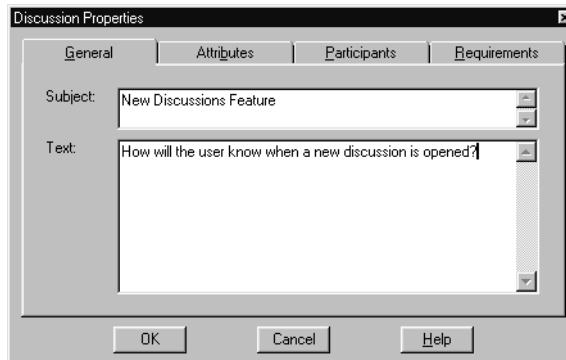 Discussion Properties
General Attributes Participants Requirements
Subject: New Discussions Feature
Text: How will the user know when a new discussion is opened?
OK Cancel Help